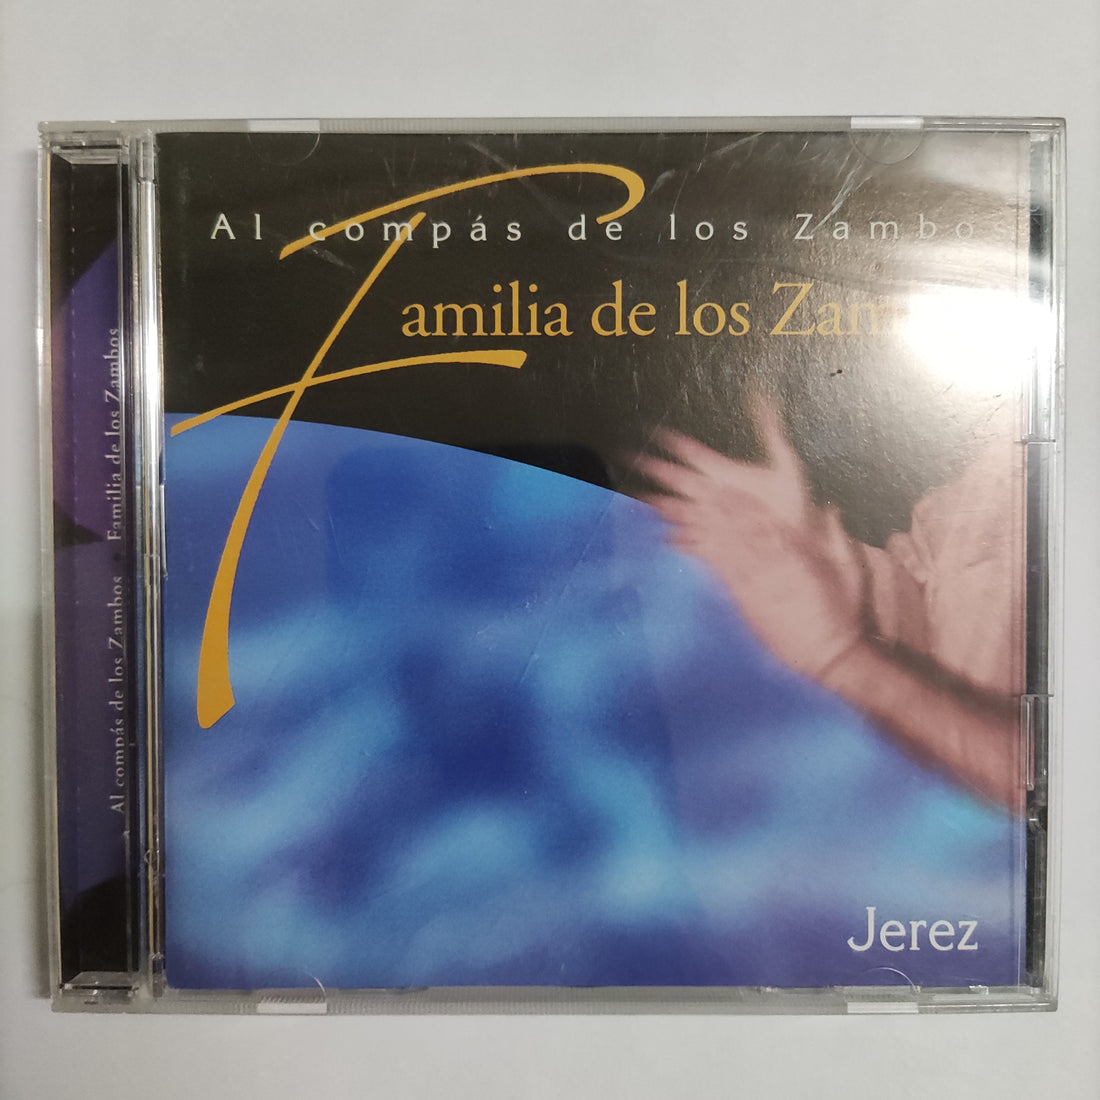 Al compás de los Zambos
Familia de los Zam
Jerez
Al compás de los Zambos • Familia de los Zambos